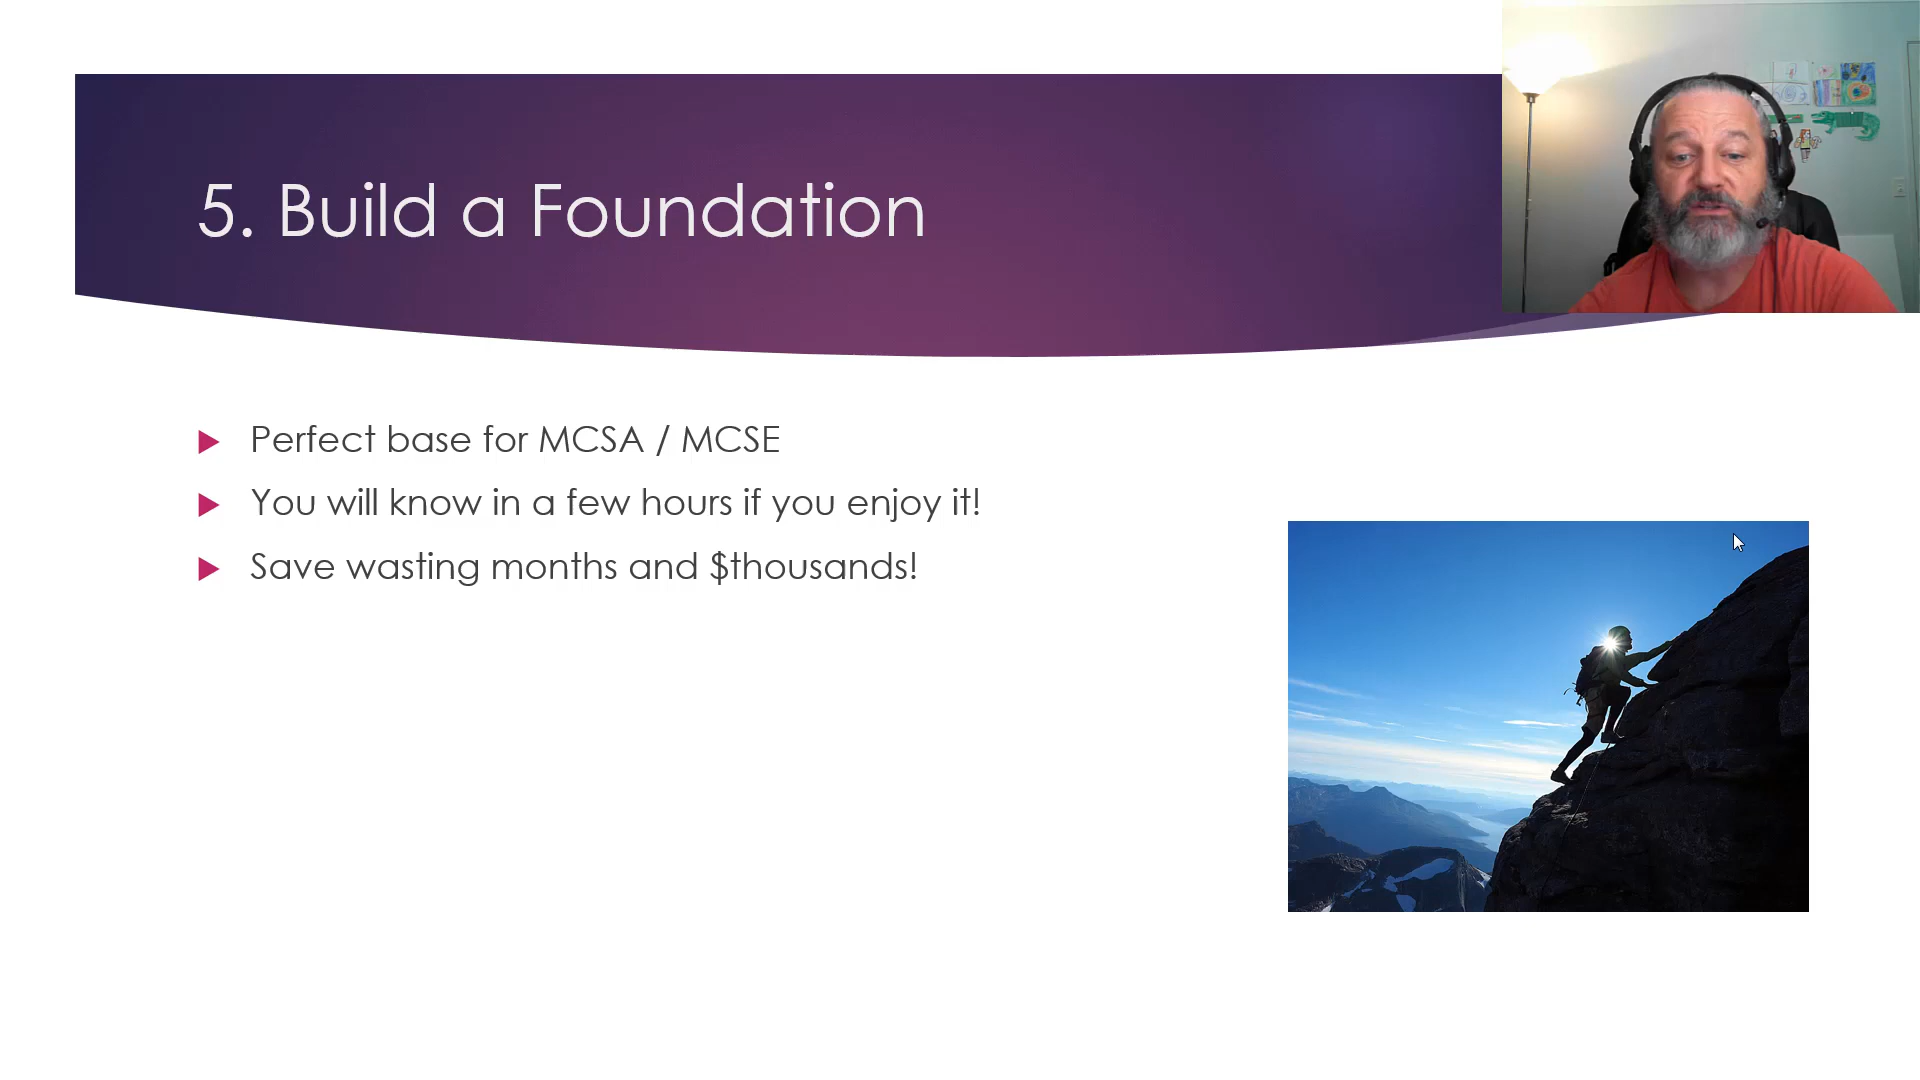 5. Build a Foundation
Perfect base for MCSA / MCSE
You will know in a few hours if you enjoy it!
Save wasting months and $thousands!